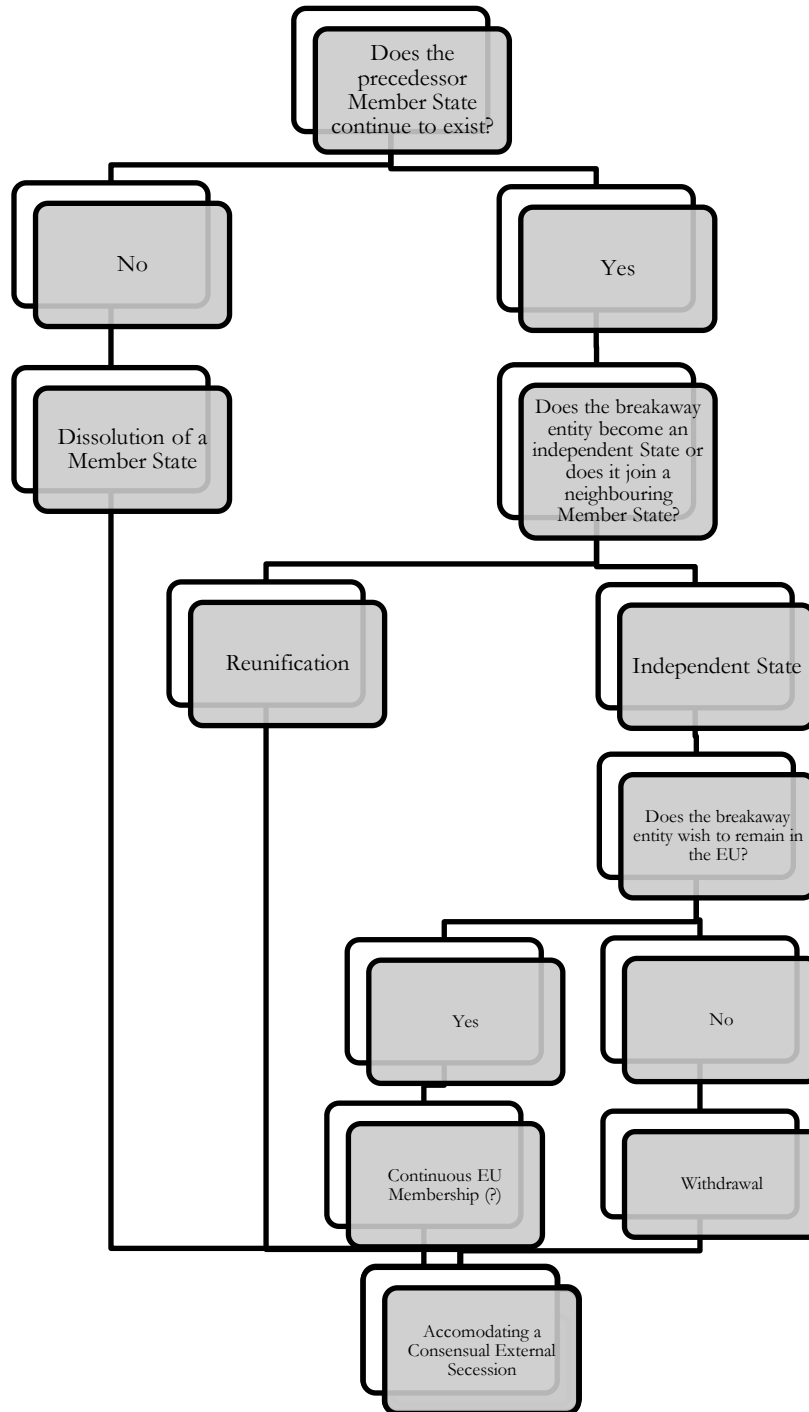 Does the
precedessor
Member State
continue to exist?
No
Yes
Dissolution of a
Member State
Does the breakaway
entity become an
independent State or
does it join a
neighbouring
Member State?
Reunification
Independent State
Does the breakaway
entity wish to remain in
the EU?
Yes
No
Continuous EU
Membership (?)
Withdrawal
Accomodating a
Consensual External
Secession